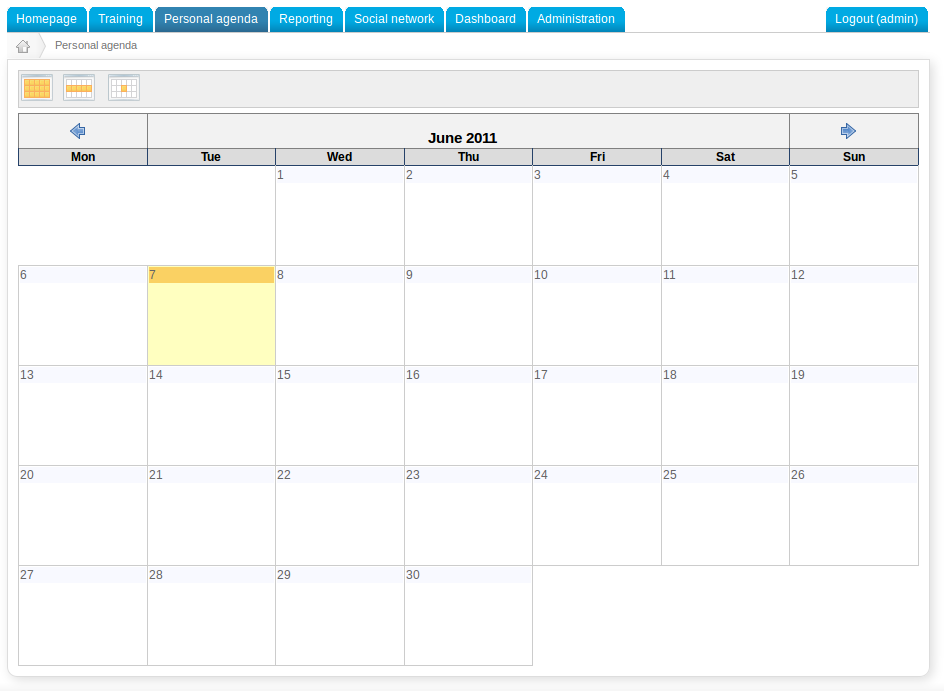 Homepage Training Personal agenda Reporting Social network Dashboard Administration Logout (admin)
Personal agenda
June 2011
Mon Tue Wed Thu Fri Sat Sun
1 2 3 4 5
6 7 8 9 10 11 12
13 14 15 16 17 18 19
20 21 22 23 24 25 26
27 28 29 30